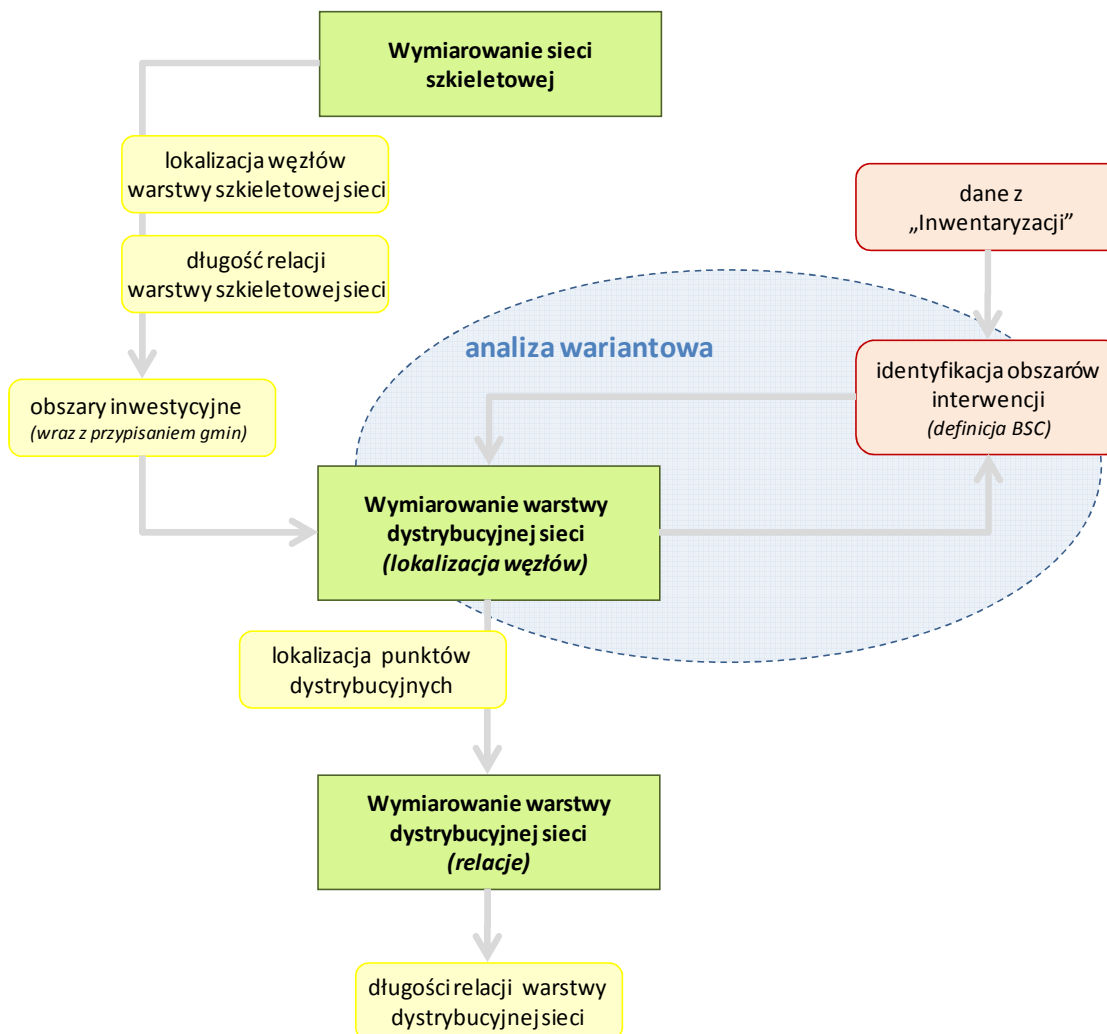 Wymiarowanie sieci
szkieletowej
lokalizacja węzłów
warstwy szkieletowej sieci
dane z
„Inwentaryzacji”
długość relacji
warstwy szkieletowej sieci
analiza wariantowa
identyfikacja obszarów
interwencji
(definicja BSC)
obszary inwestycyjne
(wraz z przypisaniem gmin)
Wymiarowanie warstwy
dystrybucyjnej sieci
(lokalizacja węzłów)
lokalizacja punktów
dystrybucyjnych
Wymiarowanie warstwy
dystrybucyjnej sieci
(relacje)
długości relacji warstwy
dystrybucyjnej sieci